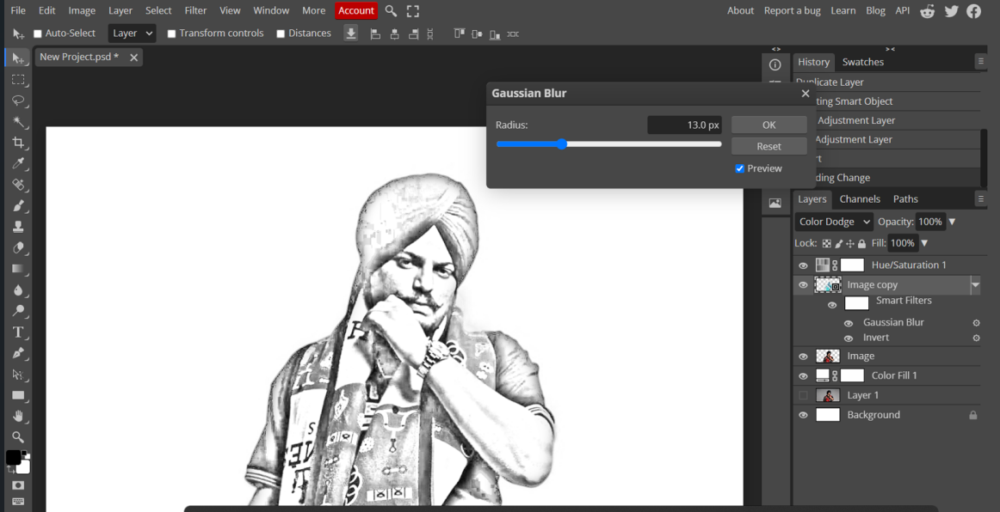 File Edit Image Layer Select Filter View Window More Account About Report a bug Learn Blog API
Auto-Select Layer Transform controls Distances
New Project.psd *
History Swatches
Duplicate Layer
ting Smart Object
Adjustment Layer
Adjustment Layer
rt
ding Change
Gaussian Blur
Radius: 13.0 px OK
Reset
Preview
Layers Channels Paths
Color Dodge Opacity: 100%
Lock: Fill: 100%
Hue/Saturation 1
Image copy
Smart Filters
Gaussian Blur
Invert
Image
Color Fill 1
Layer 1
Background